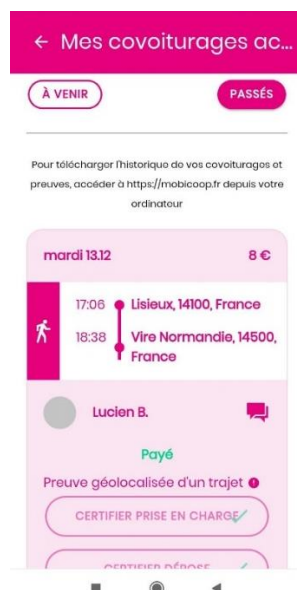 Mes covoiturages ac...
À VENIR
PASSÉS
Pour télécharger l'historique de vos covoiturages et
preuves, accéder à https://mobicoop.fr depuis votre
ordinateur
mardi 13.12
8 €
17:06
Lisieux, 14100, France
18:38
Vire Normandie, 14500,
France
Lucien B.
Payé
Preuve géolocalisée d'un trajet
CERTIFIER PRISE EN CHARGE
CERTIFIER DÉPOSE